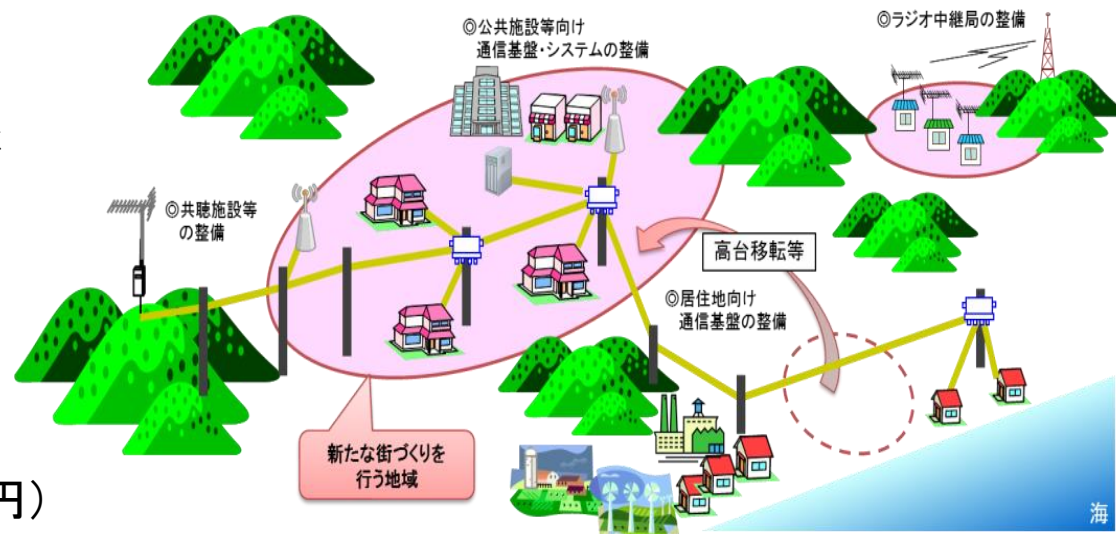 ◎公共施設等向け
通信基盤・システムの整備
◎ラジオ中継局の整備
◎共聴施設等
の整備
高台移転等
◎居住地向け
通信基盤の整備
新たな街づくりを
行う地域
円）
海